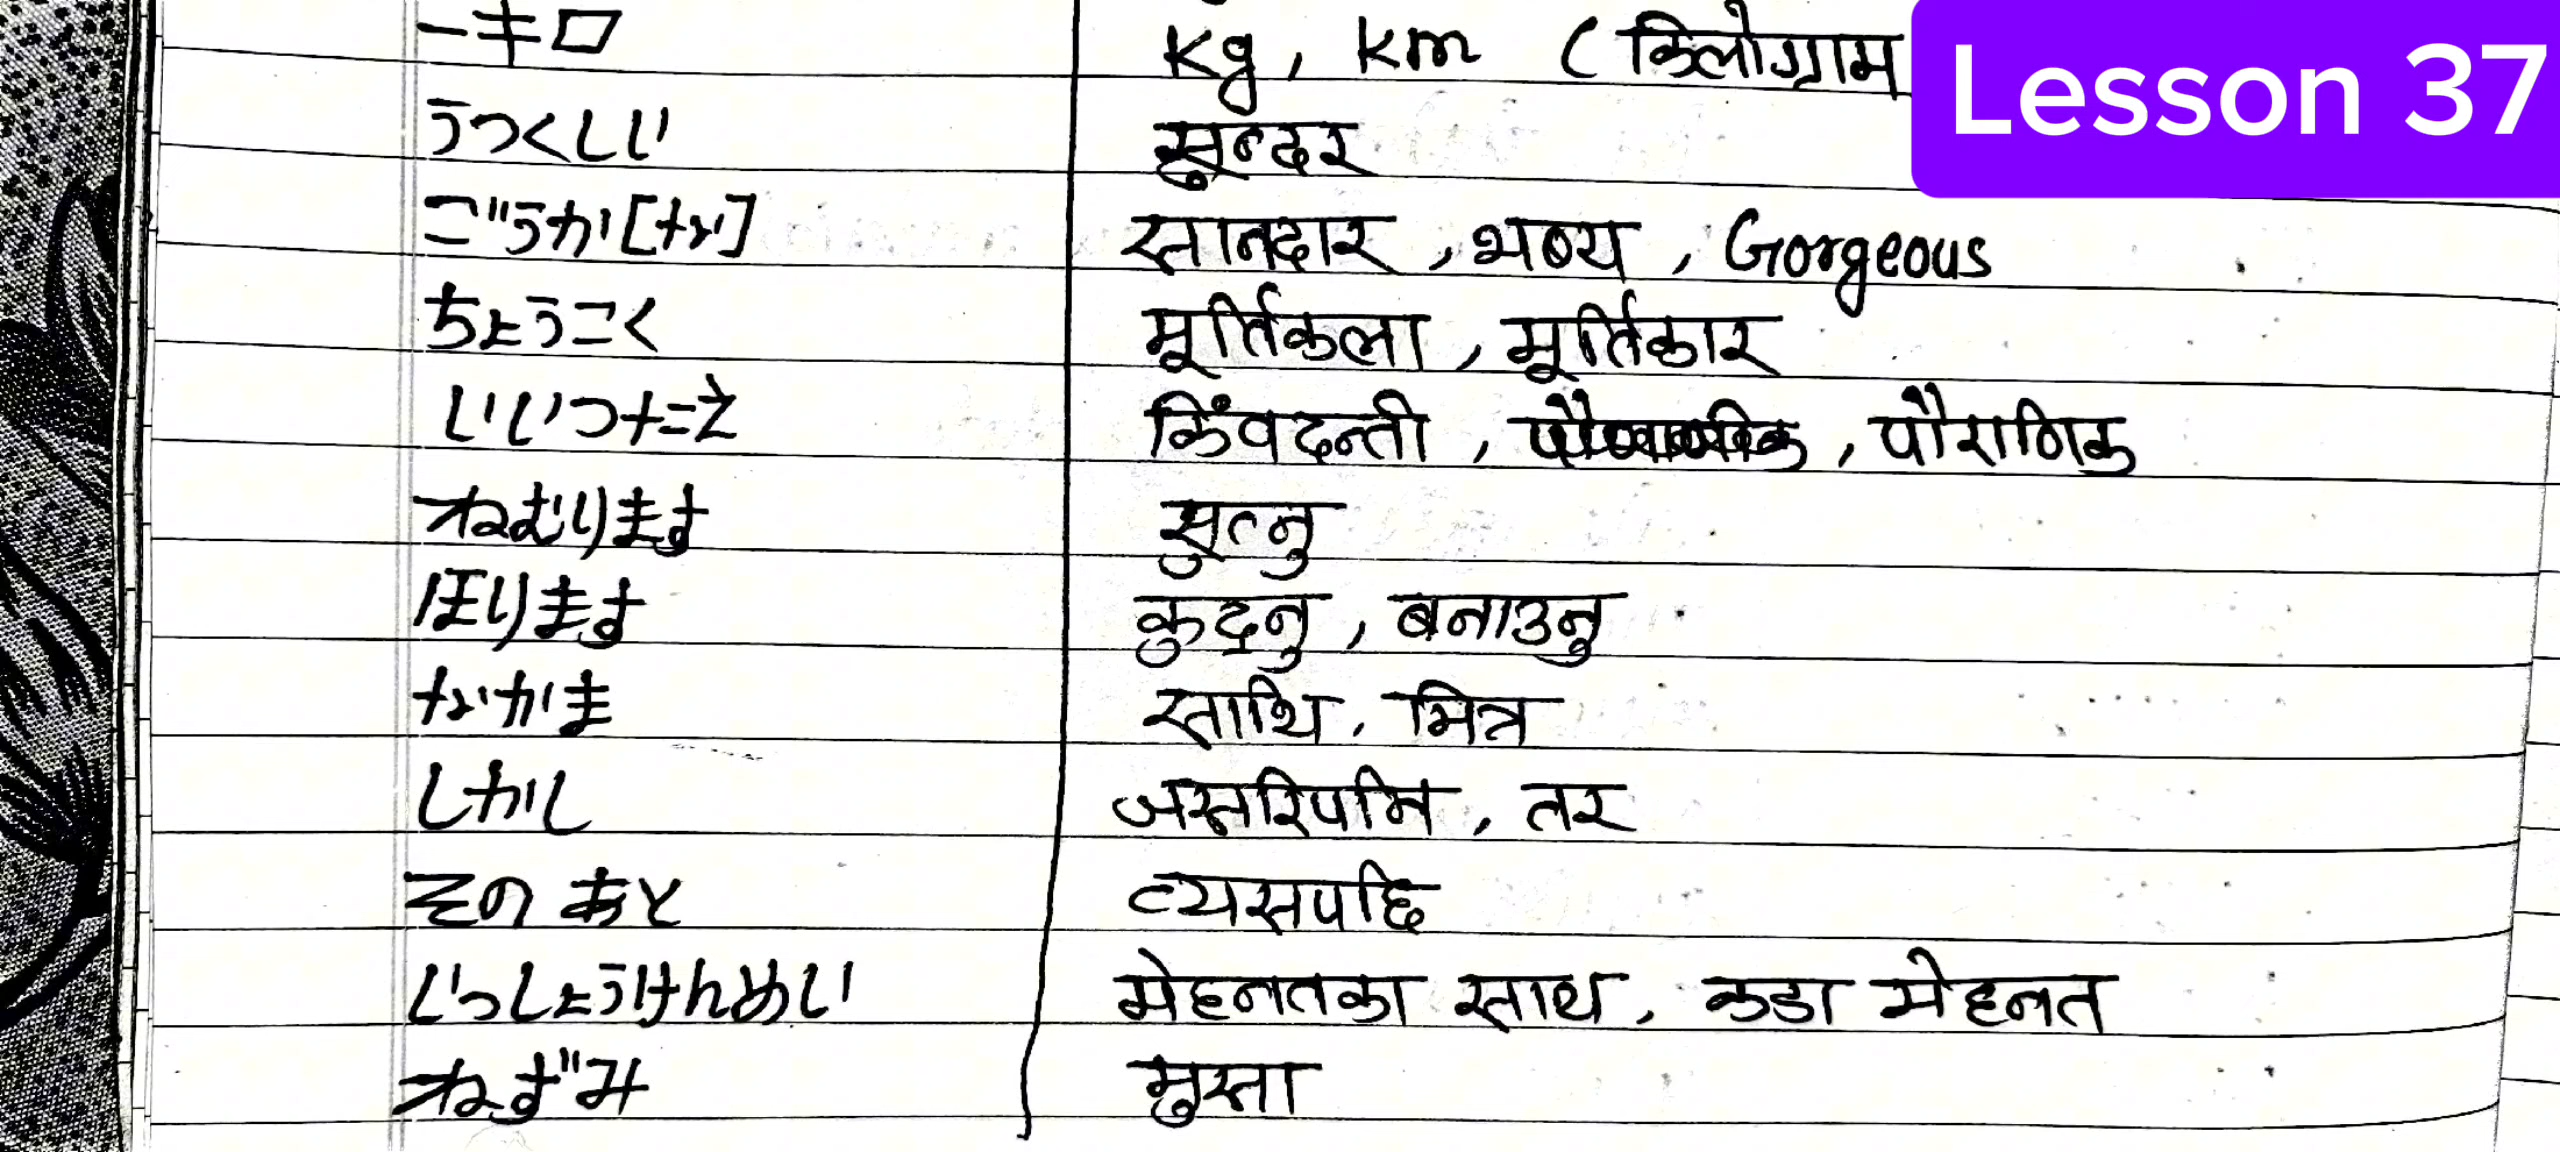 ーキロ kg, km (किलोग्राम
Lesson 37
うつくしい सुन्दर
ごうか[な] सानदार, भब्य, Gorgeous
ちょうこく मूर्तिकला, मूर्तिकार
いいつたえ किंवदन्ती, , पौराणिक
ねむります सुत्नु
ほります कुद्नु, बनाउनु
なかま साथि, मित्र
しかし जसरिपनि, तर
そのあと त्यसपछि
いっしょうけんめい मेहनतका साथ, कडा मेहनत
ねずみ मुसा